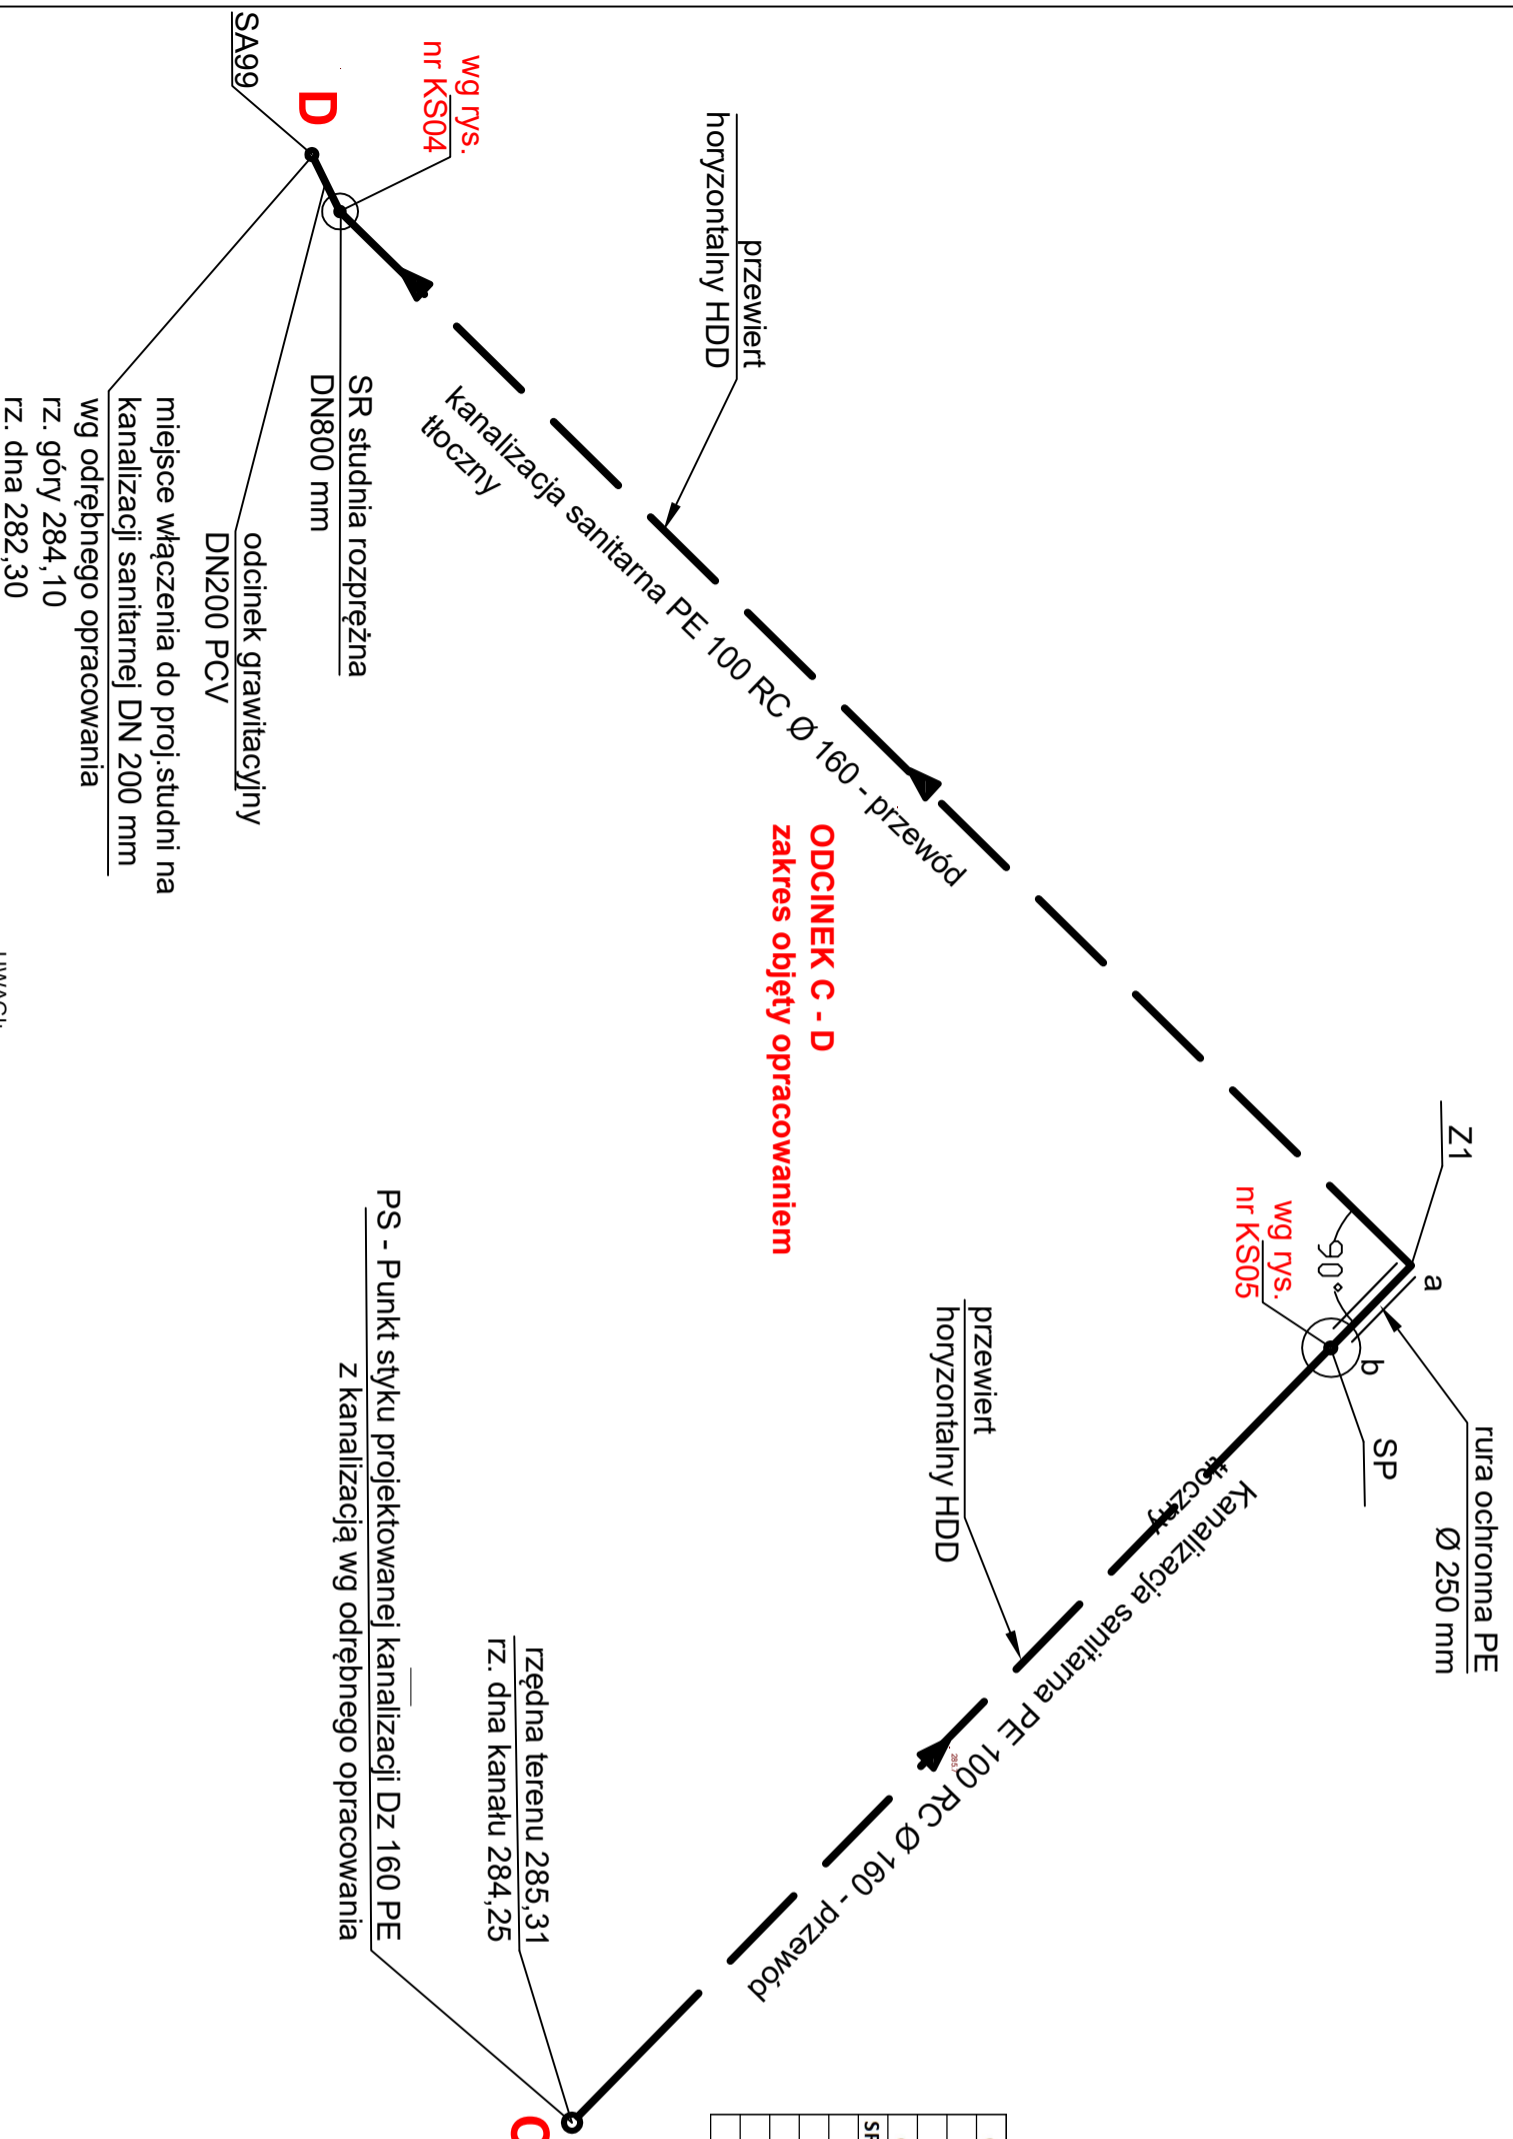 Z1
a
rura ochronna PE
Ø 250 mm
b
SP
90°
wg rys.
nr KS05
przewiert
horyzontalny HDD
Kanalizacja sanitarna PE 100 RC Ø 160 - przewód
tłoczny
przewiert
horyzontalny HDD
kanalizacja sanitarna PE 100 RC Ø 160 - przewód
tłoczny
ODCINEK C - D
zakres objęty opracowaniem
wg rys.
nr KS04
D
SA99
SR studnia rozprężna
DN800 mm
odcinek grawitacyjny
DN200 PCV
miejsce włączenia do proj.studni na
kanalizacji sanitarnej DN 200 mm
wg odrębnego opracowania
rz. góry 284,10
rz. dna 282,30
rzędna terenu 285,31
rz. dna kanału 284,25
PS - Punkt styku projektowanej kanalizacji Dz 160 PE
z kanalizacją wg odrębnego opracowania
C